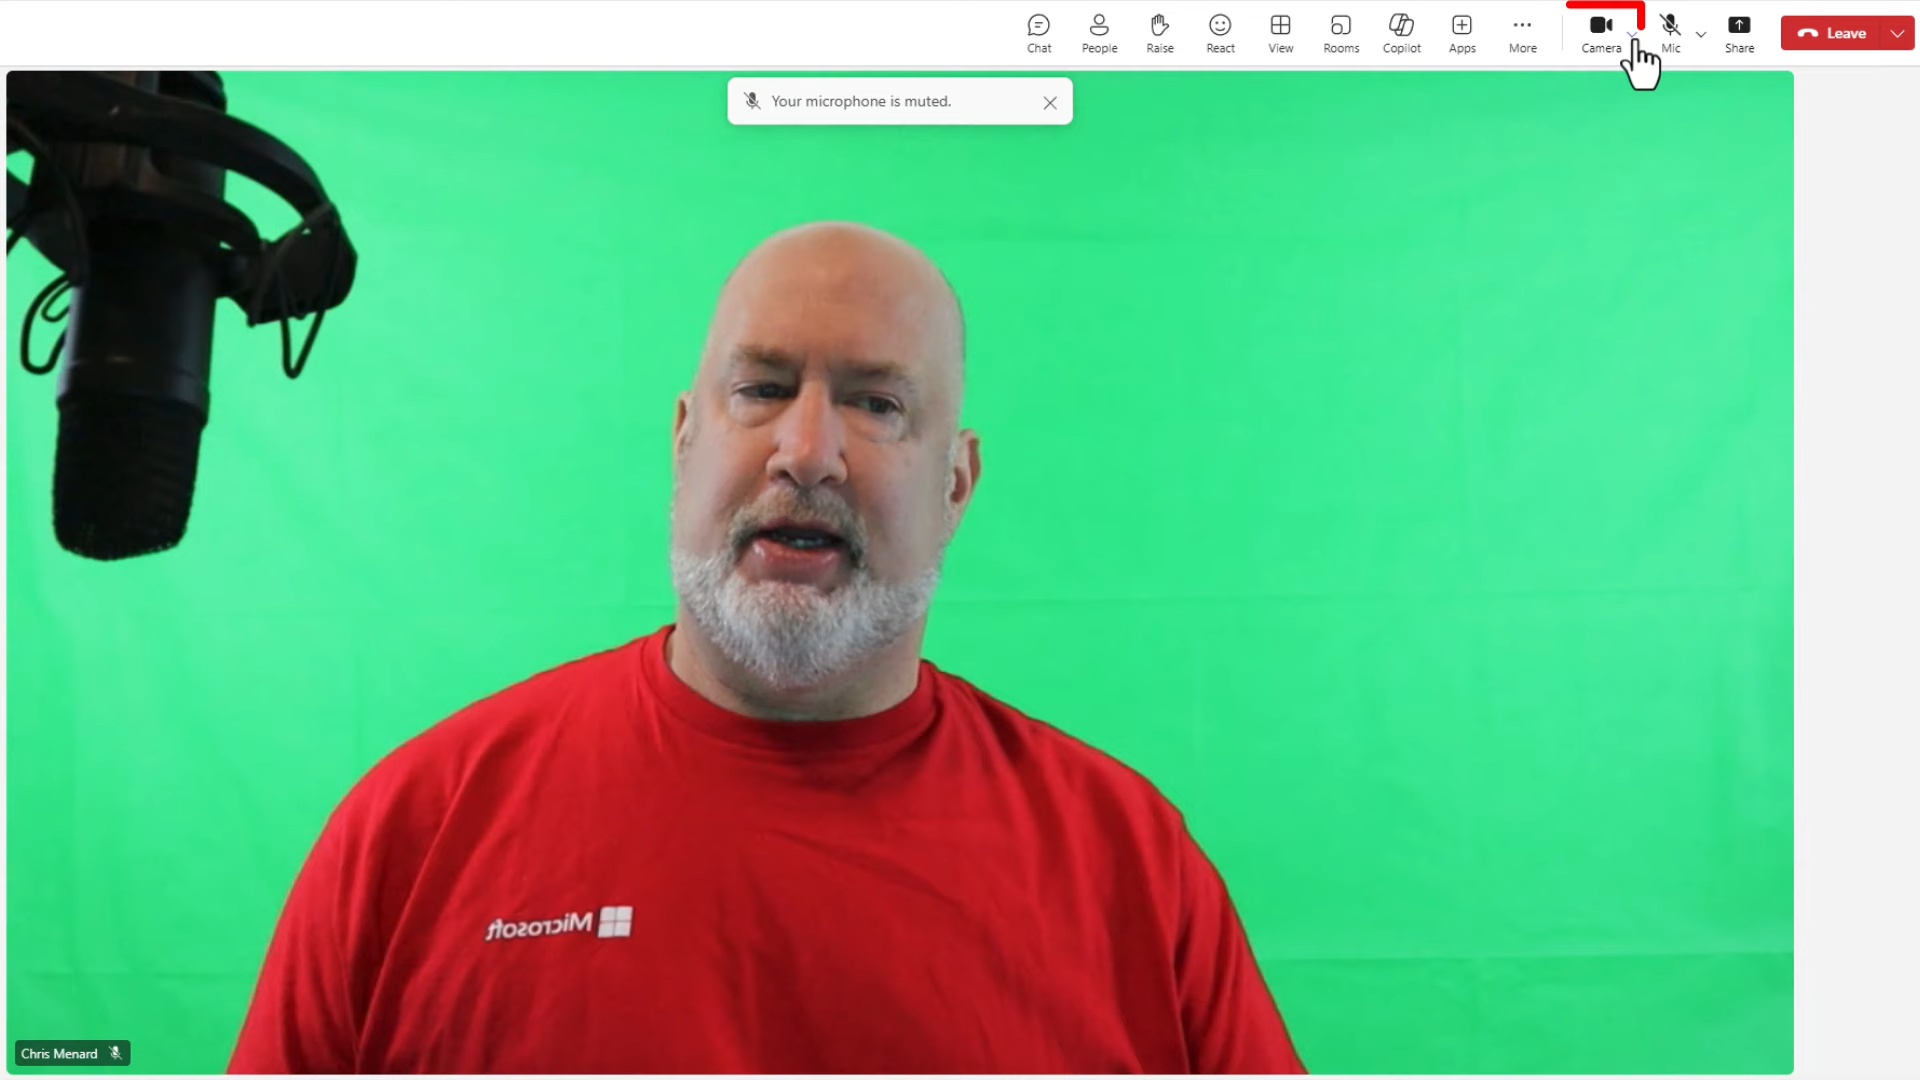 Chat People Raise React View Rooms Copilot Apps More Camera Mic Share Leave
Your microphone is muted.
Microsoft
Chris Menard